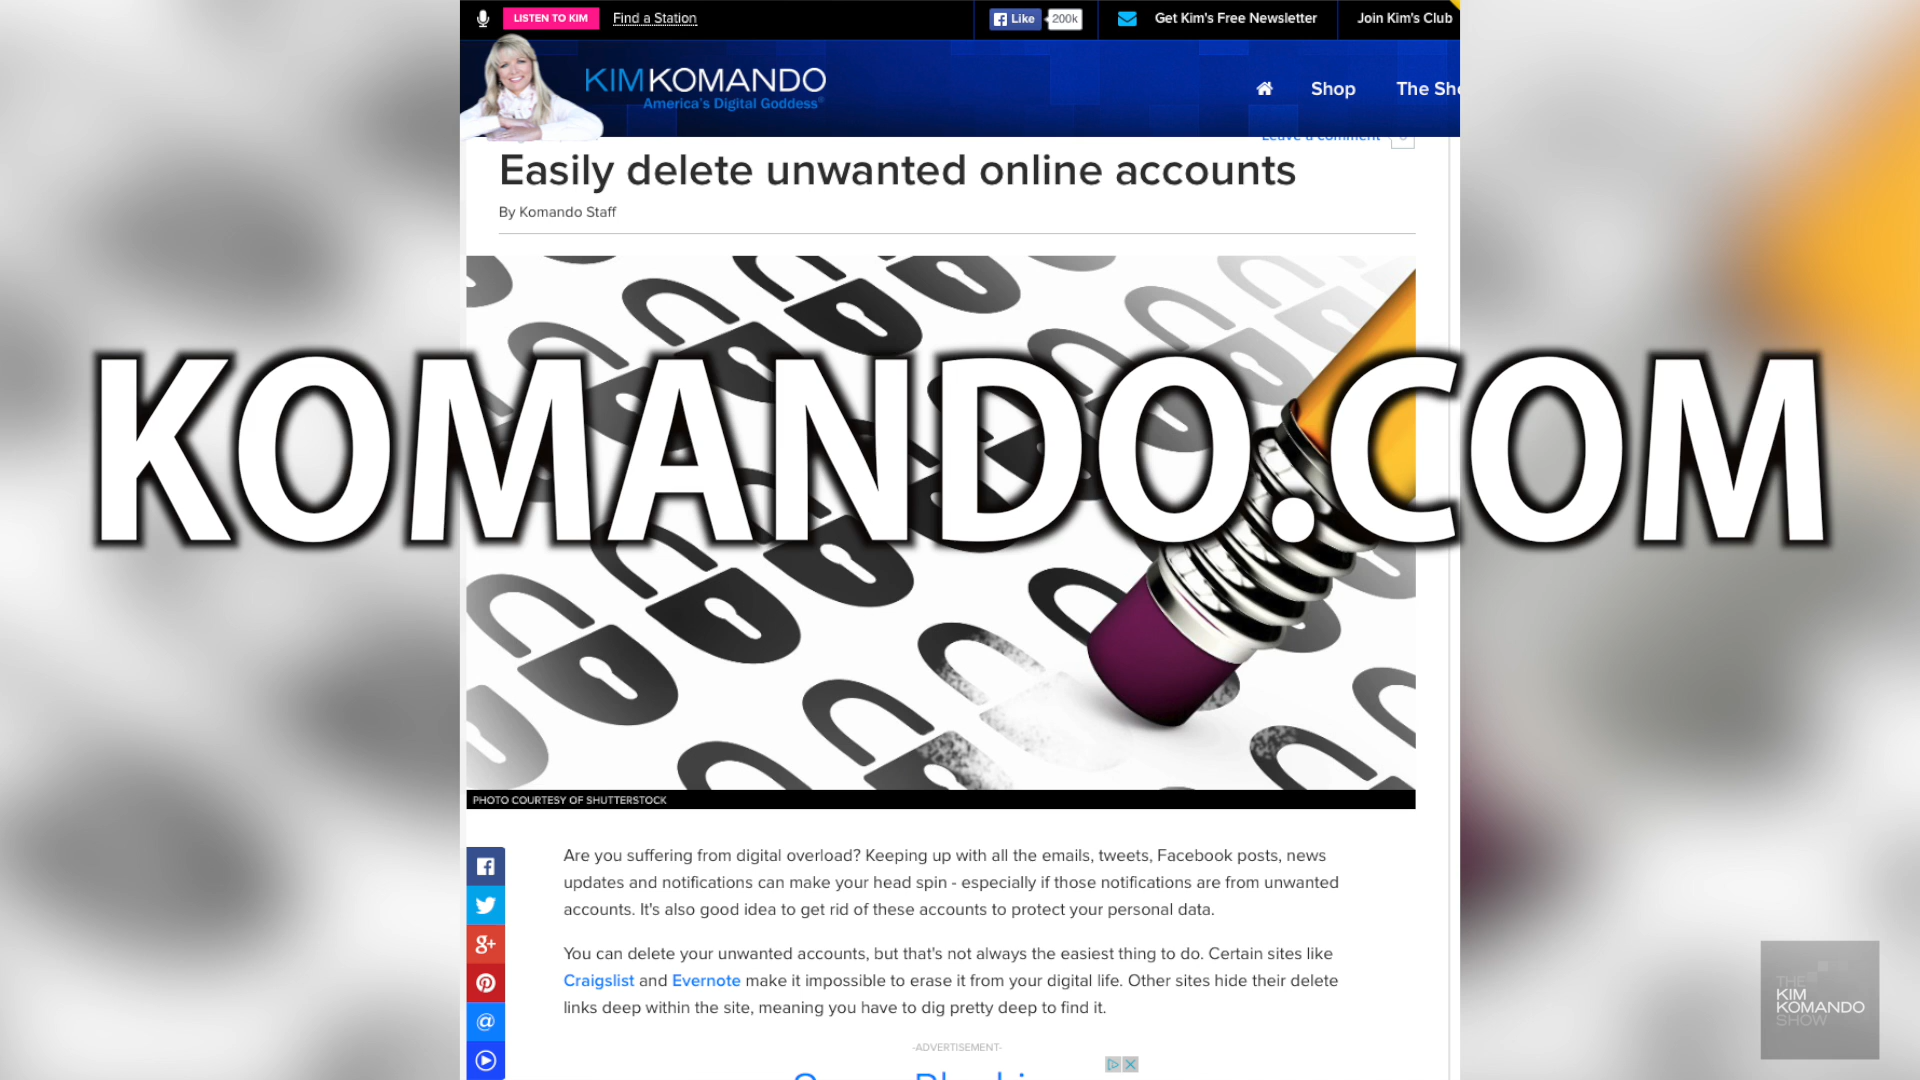 LISTEN TO KIM
Find a Station
Like
200k
Get Kim's Free Newsletter
Join Kim's Club
KIMKOMANDO
America's Digital Goddess®
Shop
The Sho
Leave a comment
Easily delete unwanted online accounts
By Komando Staff
KOMANDO.COM
PHOTO COURTESY OF SHUTTERSTOCK
Are you suffering from digital overload? Keeping up with all the emails, tweets, Facebook posts, news
updates and notifications can make your head spin - especially if those notifications are from unwanted
accounts. It's also good idea to get rid of these accounts to protect your personal data.
You can delete your unwanted accounts, but that's not always the easiest thing to do. Certain sites like
Craigslist and Evernote make it impossible to erase it from your digital life. Other sites hide their delete
links deep within the site, meaning you have to dig pretty deep to find it.
-ADVERTISEMENT-
g+
@
THE
KIM
KOMANDO
SHOW